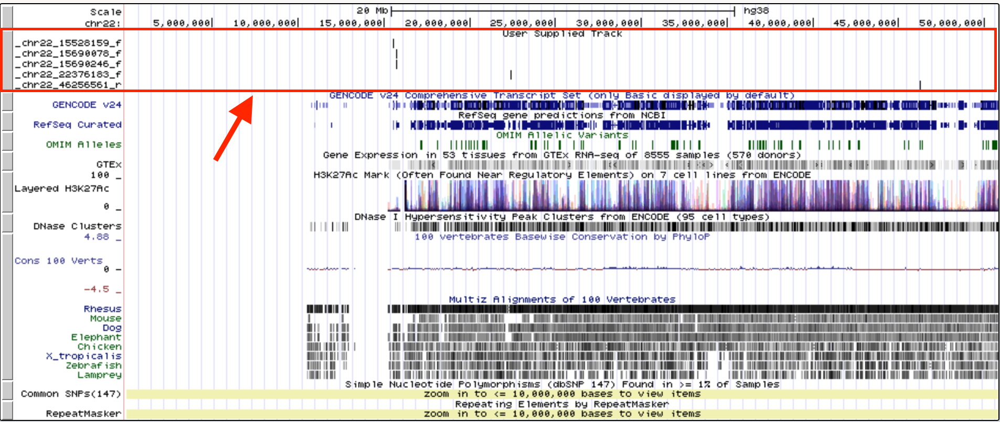 Scale 20 Mb hg38
chr22: 5,000,000| 10,000,000| 15,000,000| 20,000,000| 25,000,000| 30,000,000| 35,000,000| 40,000,000| 45,000,000| 50,000,000|
User Supplied Track
_chr22_15528159_f
_chr22_15690078_f
_chr22_15690246_f
_chr22_22376183_f
_chr22_46256561_r
GENCODE v24 Comprehensive Transcript Set (only Basic displayed by default)
GENCODE v24
RefSeq gene predictions from NCBI
RefSeq Curated
OMIM Allelic Variants
OMIM Alleles
Gene Expression in 53 tissues from GTEx RNA-seq of 8555 samples (570 donors)
GTEx
H3K27Ac Mark (Often Found Near Regulatory Elements) on 7 cell lines from ENCODE
100 _
Layered H3K27Ac
0 _
DNase I Hypersensitivity Peak Clusters from ENCODE (95 cell types)
DNase Clusters
100 vertebrates Basewise Conservation by PhyloP
4.88 _
Cons 100 Verts
0 -
-4.5 _
Multiz Alignments of 100 Vertebrates
Rhesus
Mouse
Dog
Elephant
Chicken
X_tropicalis
Zebrafish
Lamprey
Simple Nucleotide Polymorphisms (dbSNP 147) Found in >= 1% of Samples
Common SNPs(147) zoom in to <= 10,000,000 bases to view items
Repeating Elements by RepeatMasker
RepeatMasker zoom in to <= 10,000,000 bases to view items